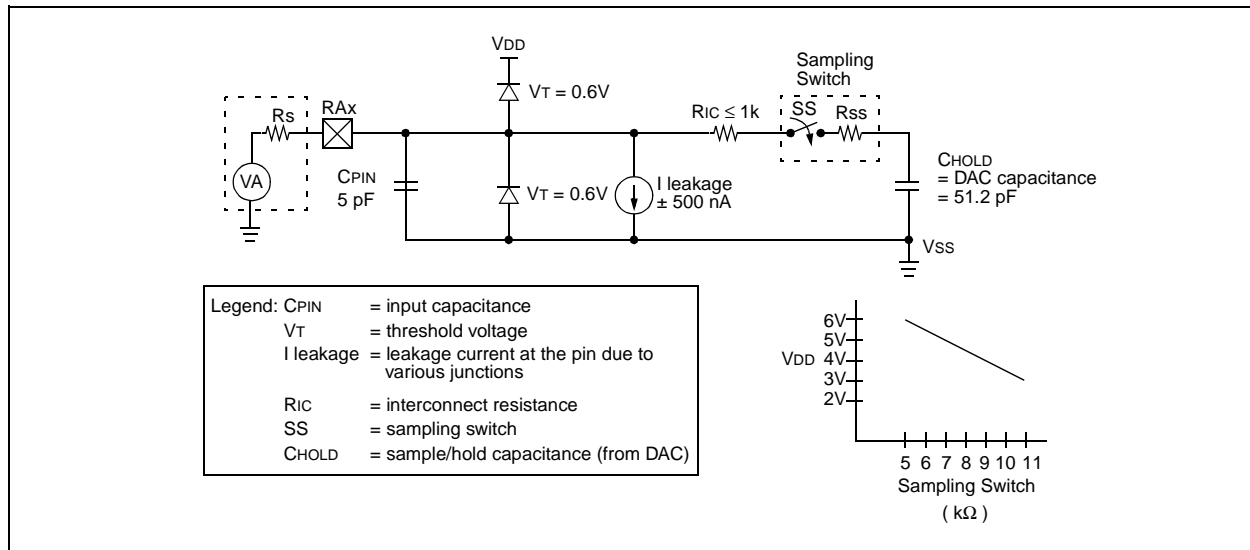 VDD
Sampling
Switch
VT = 0.6V
RIC ≤ 1k
SS
RSS
RS
RAx
VA
CPIN
5 pF
VT = 0.6V
I leakage
± 500 nA
CHOLD
= DAC capacitance
= 51.2 pF
VSS
Legend: CPIN = input capacitance
VT = threshold voltage
I leakage = leakage current at the pin due to
various junctions
RIC = interconnect resistance
SS = sampling switch
CHOLD = sample/hold capacitance (from DAC)
6V
5V
VDD
4V
3V
2V
5 6 7 8 9 10 11
Sampling Switch
( kΩ )